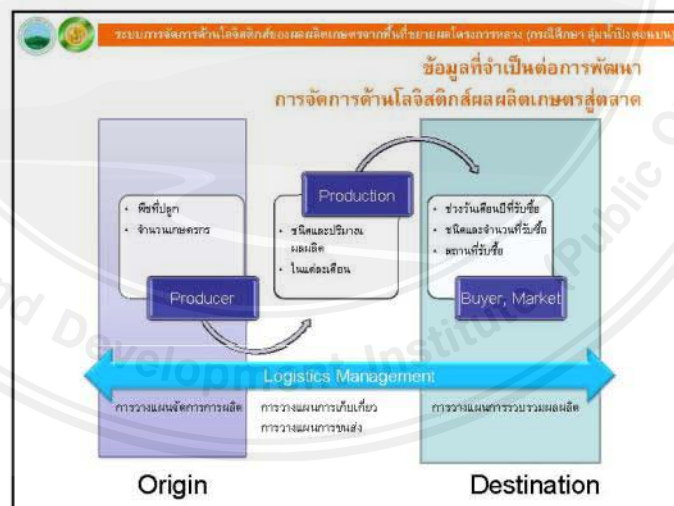 ระบบการจัดการด้านโลจิสติกส์ของผลผลิตเกษตรจากพื้นที่ขยายผลโครงการหลวง (กรณีศึกษา ลุ่มน้ำปิงตอนบน)
ข้อมูลที่จำเป็นต่อการพัฒนา
การจัดการด้านโลจิสติกส์ผลผลิตเกษตรสู่ตลาด
• พืชที่ปลูก
• จำนวนเกษตรกร
Producer
Production
• ชนิดและปริมาณ
ผลผลิต
• ในแต่ละเดือน
• ช่วงวันเดือนปีที่รับซื้อ
• ชนิดและจำนวนที่รับซื้อ
• สถานที่รับซื้อ
Buyer, Market
Logistics Management
การวางแผนจัดการการผลิต
การวางแผนการเก็บเกี่ยว
การวางแผนการขนส่ง
การวางแผนการรวบรวมผลผลิต
Origin
Destination
nd Development Institute (Public O